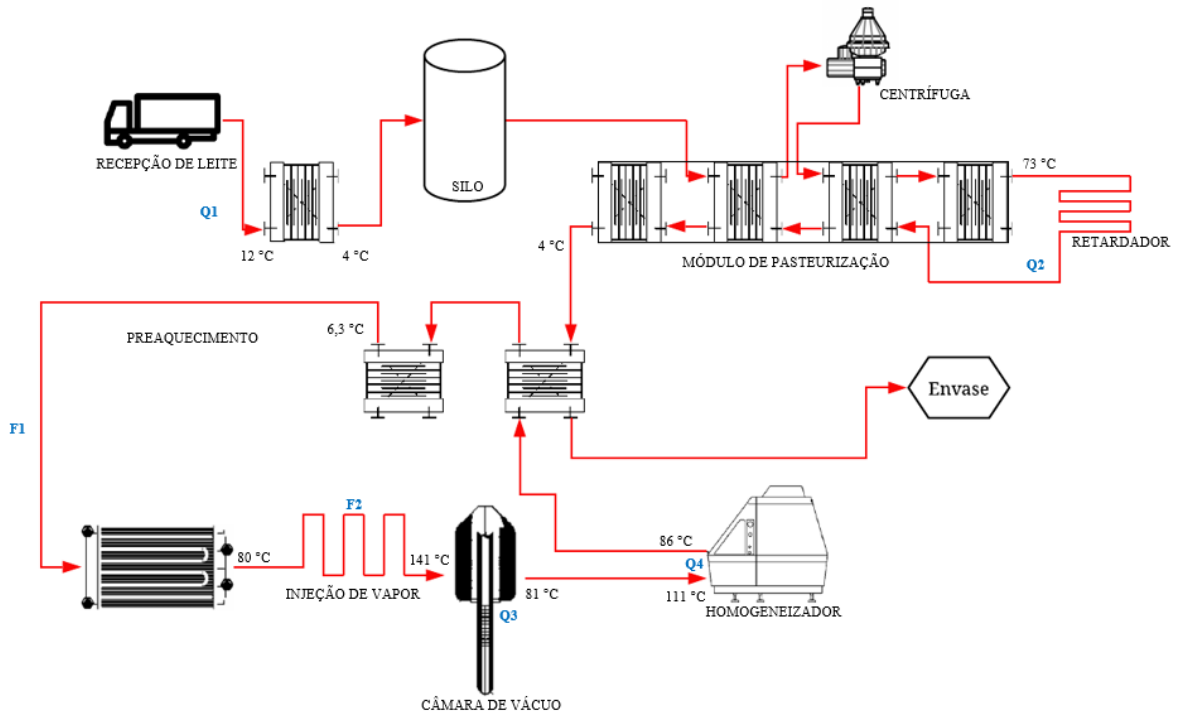 CENTRÍFUGA
RECEPÇÃO DE LEITE
73 °C
SILO
Q1
12 °C
4 °C
4 °C
MÓDULO DE PASTEURIZAÇÃO
RETARDADOR
Q2
PREAQUECIMENTO
6,3 °C
Envase
F1
F2
80 °C
141 °C
86 °C
Q4
INJEÇÃO DE VAPOR
81 °C
111 °C
Q3
HOMOGENEIZADOR
CÂMARA DE VÁCUO